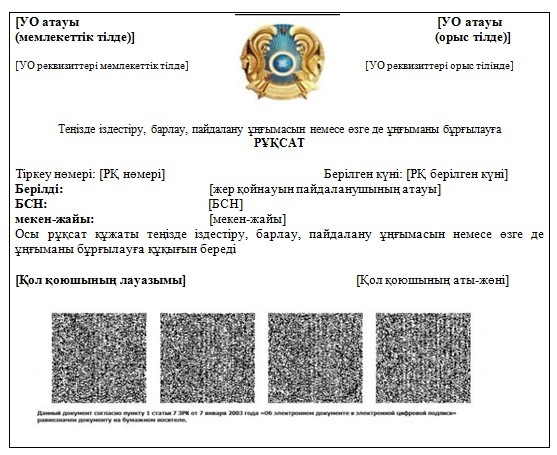 [УО атауы
(мемлекеттік тілде)]
[УО атауы
(орыс тілде)]
[УО реквизиттері мемлекеттік тілде]
[УО реквизиттері орыс тілінде]
Теңізде іздестіру, барлау, пайдалану ұңғымасын немесе өзге де ұңғыманы бұрғылауға
РҰҚСАТ
Тіркеу нөмері: [РҚ нөмері]
Берілген күні: [РҚ берілген күні]
Берілді: [жер қойнауын пайдаланушының атауы]
БСН: [БСН]
мекен-жайы: [мекен-жайы]
Осы рұқсат құжаты теңізде іздестіру, барлау, пайдалану ұңғымасын немесе өзге де
ұңғыманы бұрғылауға құқығын береді
[Қол қоюшының лауазымы]
[Қол қоюшының аты-жөні]
Данный документ согласно пункту 1 статьи 7 ЗРК от 7 января 2003 года «Об электронном документе и электронной цифровой подписи»
равнозначен документу на бумажном носителе.